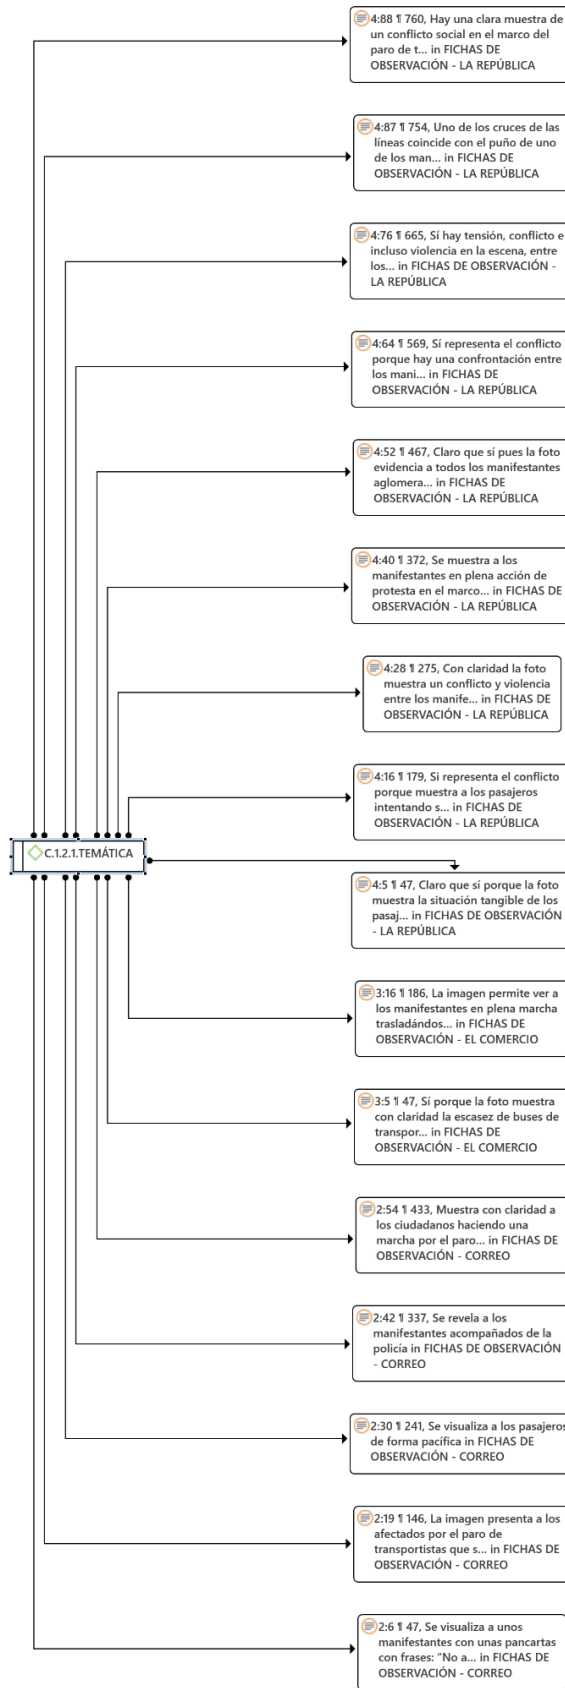 4:88 ¶ 760, Hay una clara muestra de
un conflicto social en el marco del
paro de t... in FICHAS DE
OBSERVACIÓN - LA REPÚBLICA
4:87 ¶ 754, Uno de los cruces de las
líneas coincide con el puño de uno
de los man... in FICHAS DE
OBSERVACIÓN - LA REPÚBLICA
4:76 ¶ 665, Sí hay tensión, conflicto e
incluso violencia en la escena, entre
los... in FICHAS DE OBSERVACIÓN -
LA REPÚBLICA
4:64 ¶ 569, Sí representa el conflicto
porque hay una confrontación entre
los mani... in FICHAS DE
OBSERVACIÓN - LA REPÚBLICA
4:52 ¶ 467, Claro que sí pues la foto
evidencia a todos los manifestantes
aglomera... in FICHAS DE
OBSERVACIÓN - LA REPÚBLICA
4:40 ¶ 372, Se muestra a los
manifestantes en plena acción de
protesta en el marco... in FICHAS DE
OBSERVACIÓN - LA REPÚBLICA
4:28 ¶ 275, Con claridad la foto
muestra un conflicto y violencia
entre los manife... in FICHAS DE
OBSERVACIÓN - LA REPÚBLICA
4:16 ¶ 179, Si representa el conflicto
porque muestra a los pasajeros
intentando s... in FICHAS DE
OBSERVACIÓN - LA REPÚBLICA
C.1.2.1.TEMÁTICA
4:5 ¶ 47, Claro que sí porque la foto
muestra la situación tangible de los
pasaj... in FICHAS DE OBSERVACIÓN
- LA REPÚBLICA
3:16 ¶ 186, La imagen permite ver a
los manifestantes en plena marcha
trasladándos... in FICHAS DE
OBSERVACIÓN - EL COMERCIO
3:5 ¶ 47, Sí porque la foto muestra
con claridad la escasez de buses de
transpor... in FICHAS DE
OBSERVACIÓN - EL COMERCIO
2:54 ¶ 433, Muestra con claridad a
los ciudadanos haciendo una
marcha por el paro... in FICHAS DE
OBSERVACIÓN - CORREO
2:42 ¶ 337, Se revela a los
manifestantes acompañados de la
policía in FICHAS DE OBSERVACIÓN
- CORREO
2:30 ¶ 241, Se visualiza a los pasajeros
de forma pacífica in FICHAS DE
OBSERVACIÓN - CORREO
2:19 ¶ 146, La imagen presenta a los
afectados por el paro de
transportistas que s... in FICHAS DE
OBSERVACIÓN - CORREO
2:6 ¶ 47, Se visualiza a unos
manifestantes con unas pancartas
con frases: "No a... in FICHAS DE
OBSERVACIÓN - CORREO